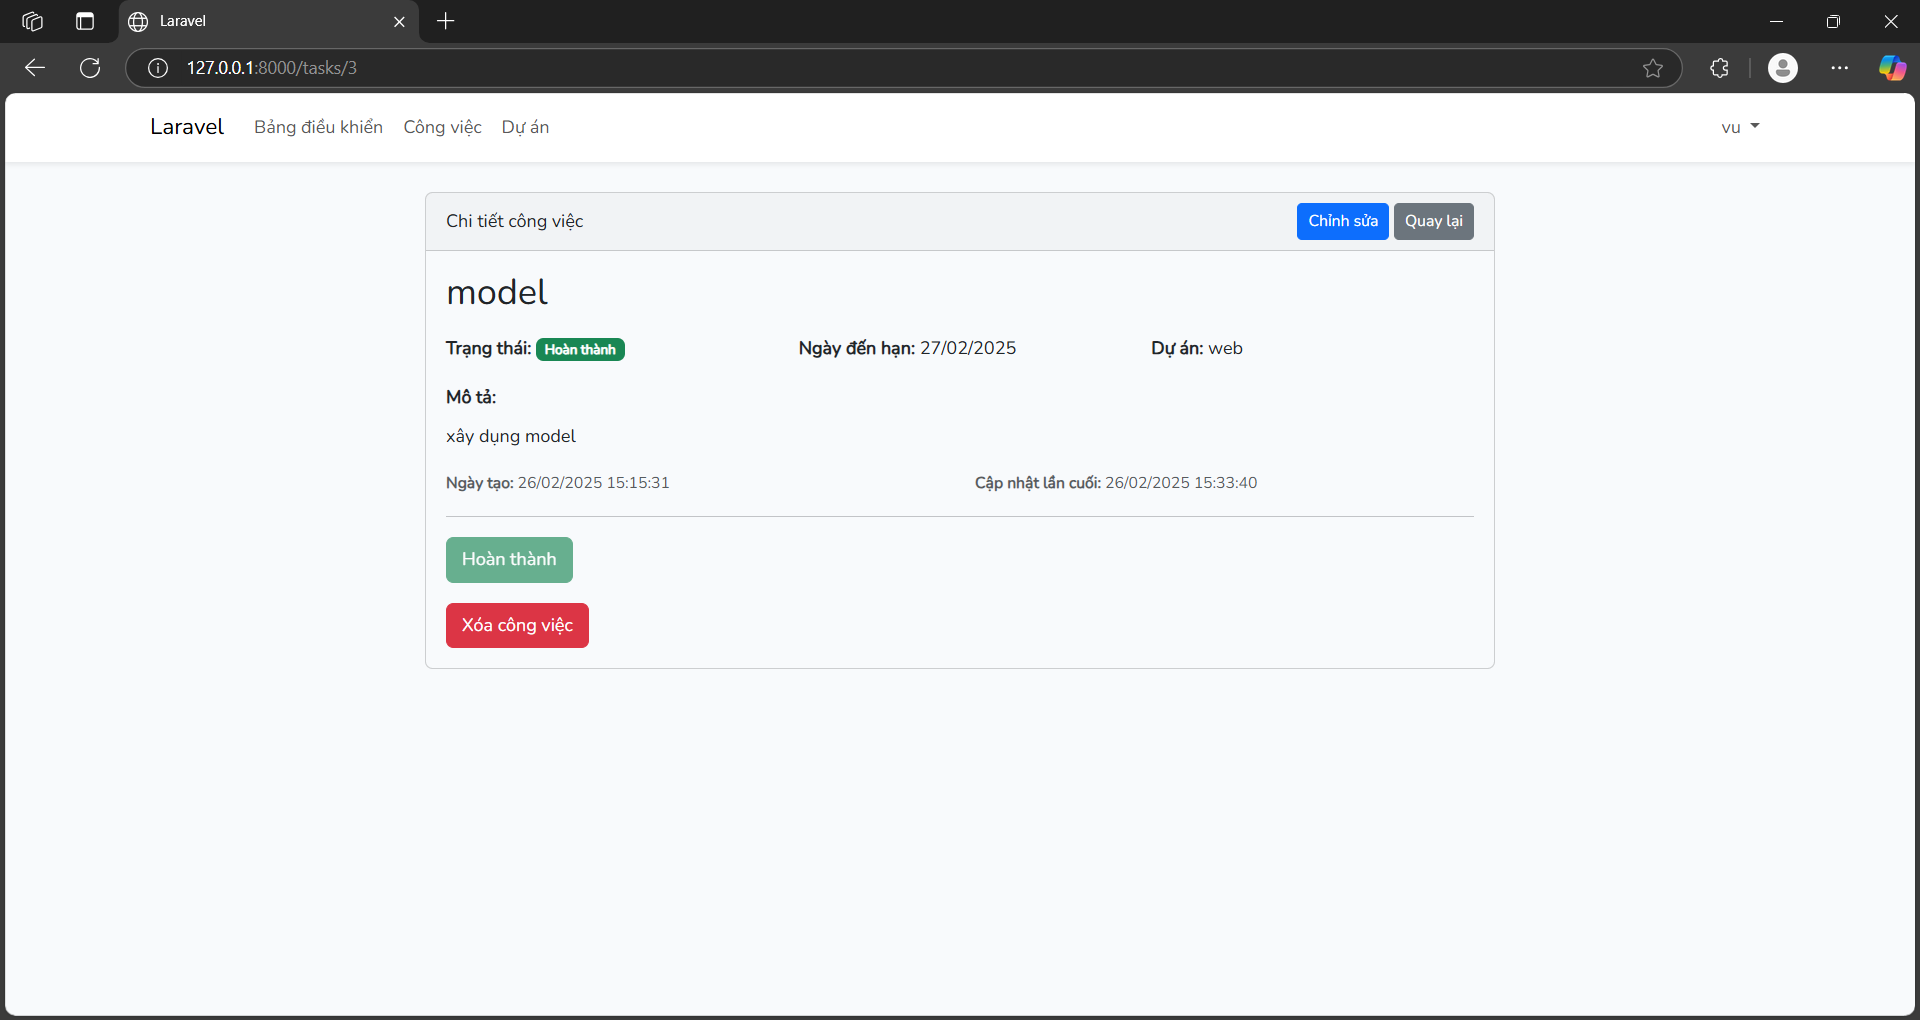 Laravel
127.0.0.1:8000/tasks/3
Laravel Bảng điều khiển Công việc Dự án vu
Chi tiết công việc Chỉnh sửa Quay lại
model
Trạng thái: Hoàn thành Ngày đến hạn: 27/02/2025 Dự án: web
Mô tả:
xây dụng model
Ngày tạo: 26/02/2025 15:15:31 Cập nhật lần cuối: 26/02/2025 15:33:40
Hoàn thành
Xóa công việc